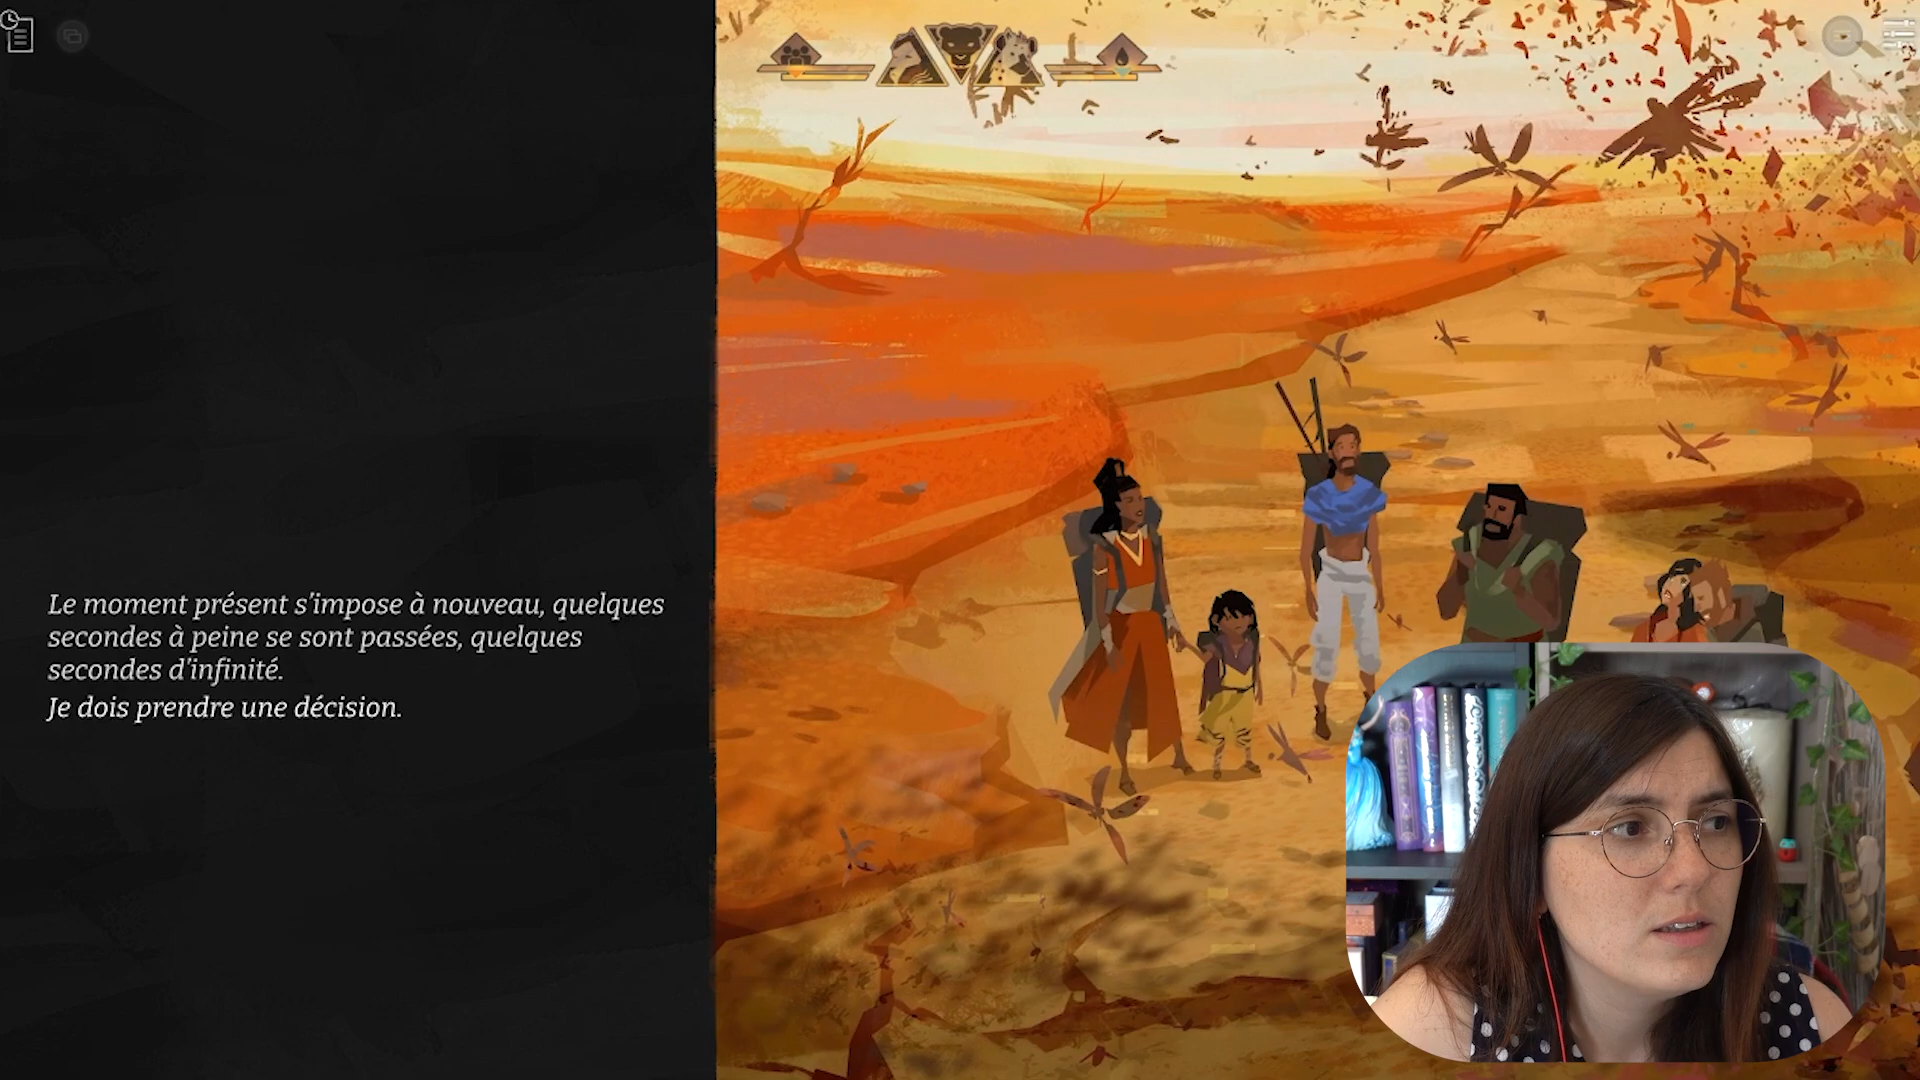 Le moment présent s'impose à nouveau, quelques
secondes à peine se sont passées, quelques
secondes d'infinité.
Je dois prendre une décision.